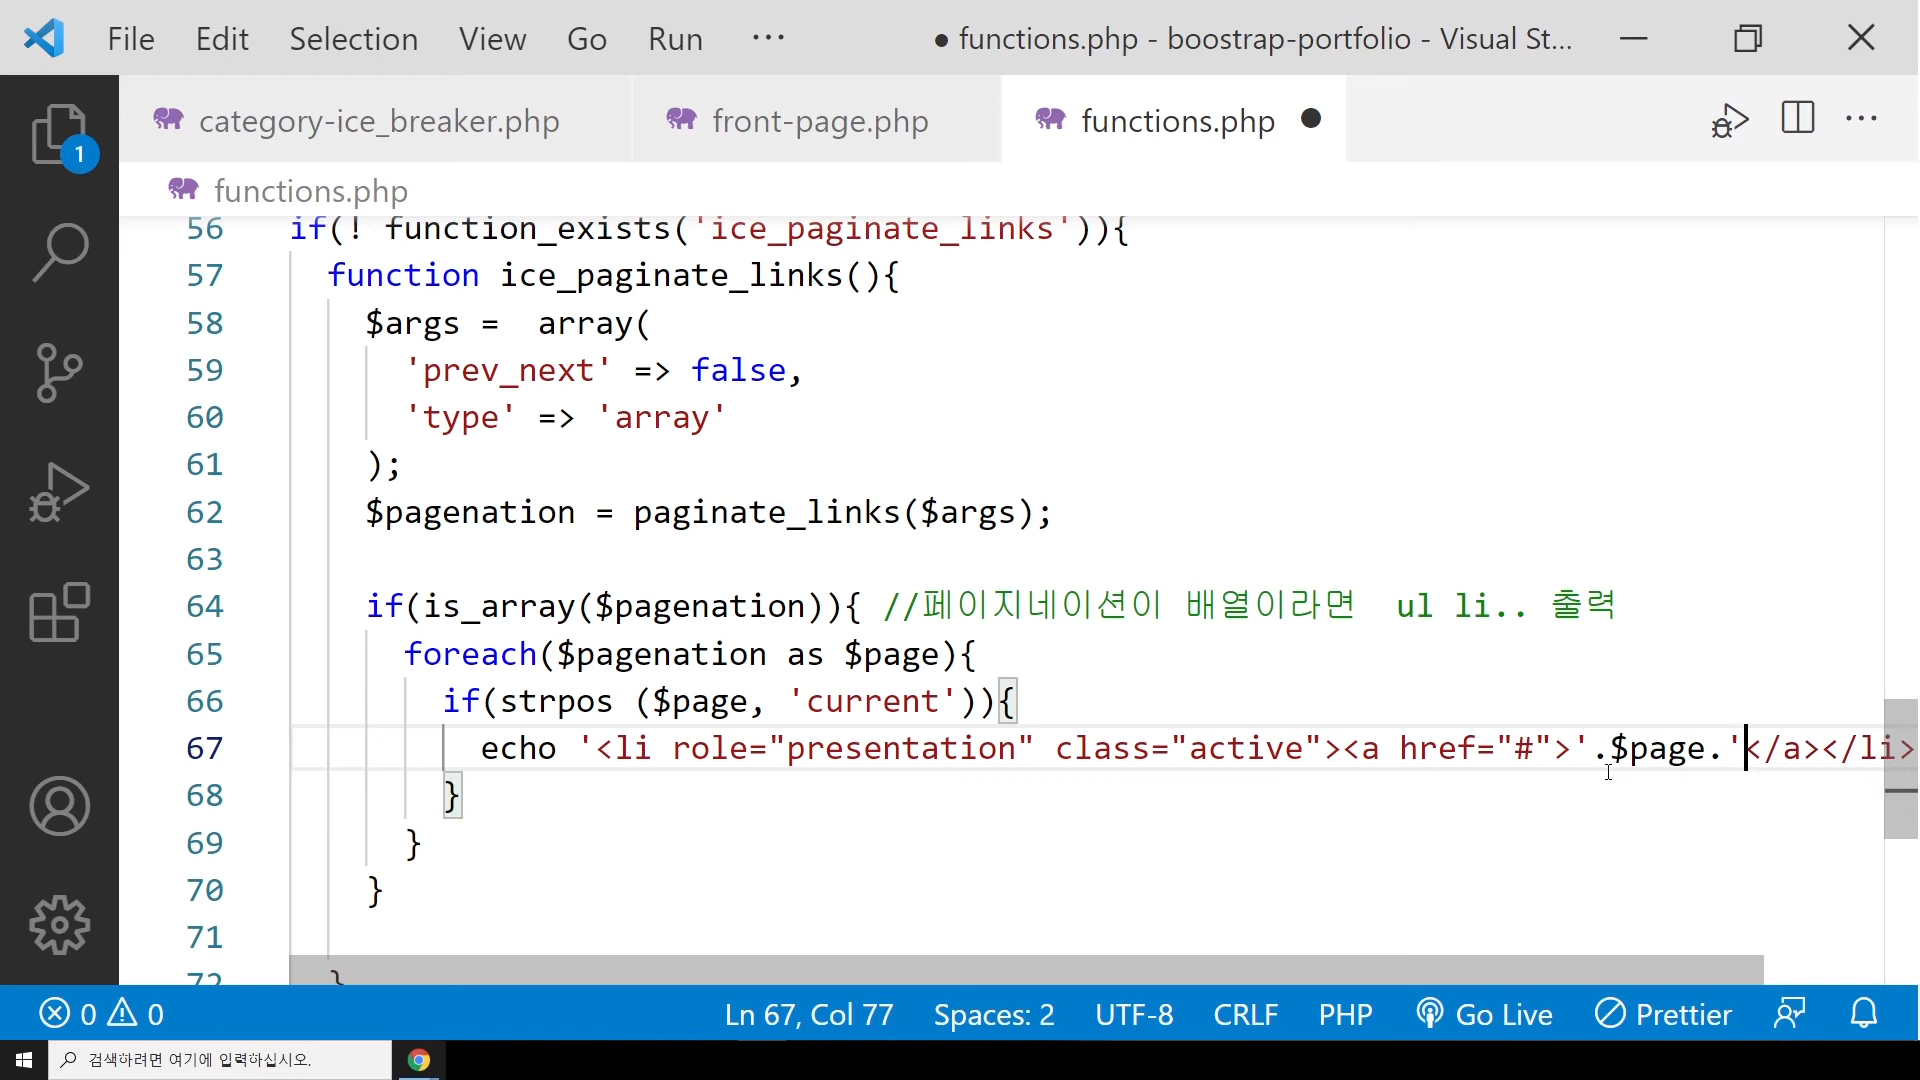 File Edit Selection View Go Run ··· ● functions.php - boostrap-portfolio - Visual St...
category-ice_breaker.php front-page.php functions.php ●
1
functions.php
56 if(! function_exists('ice_paginate_links')){
57 function ice_paginate_links(){
58 $args =  array(
59 'prev_next' => false,
60 'type' => 'array'
61 );
62 $pagenation = paginate_links($args);
63
64 if(is_array($pagenation)){ //페이지네이션이 배열이라면  ul li.. 출력
65 foreach($pagenation as $page){
66 if(strpos ($page, 'current')){
67 echo '<li role="presentation" class="active"><a href="#">'.$page.'</a></li>
68 }
69 }
70 }
71
72 }
0 0 Ln 67, Col 77 Spaces: 2 UTF-8 CRLF PHP Go Live Prettier
검색하려면 여기에 입력하십시오.